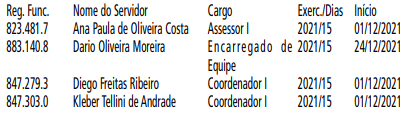 Reg. Func. Nome do Servidor Cargo Exerc./Dias Início
823.481.7 Ana Paula de Oliveira Costa Assessor I 2021/15 01/12/2021
883.140.8 Dario Oliveira Moreira Encarregado de 2021/15 24/12/2021
Equipe
847.279.3 Diego Freitas Ribeiro Coordenador I 2021/15 01/12/2021
847.303.0 Kleber Tellini de Andrade Coordenador I 2021/15 01/12/2021